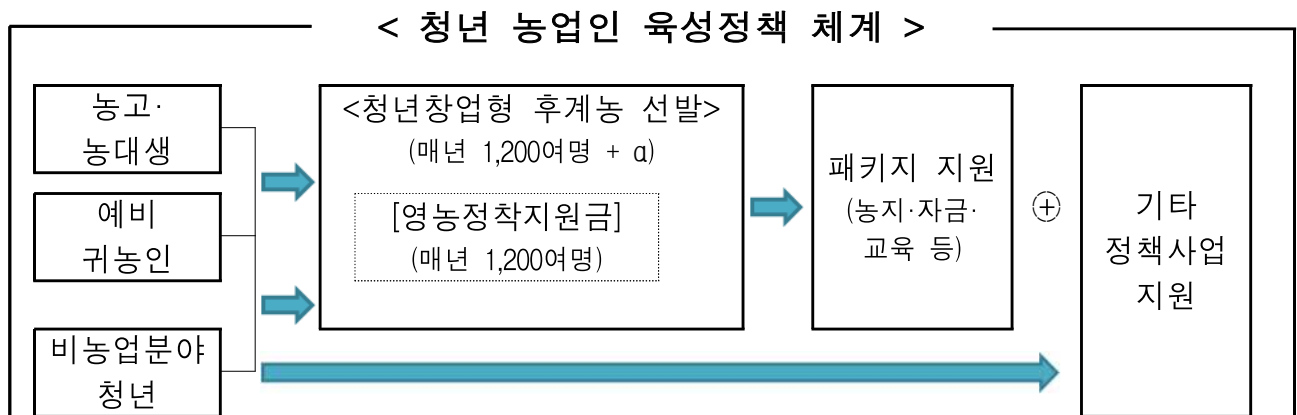 < 청년 농업인 육성정책 체계 >
농고·
농대생
예비
귀농인
비농업분야
청년
<청년창업형 후계농 선발>
(매년 1,200여명 + α)
[영농정착지원금]
(매년 1,200여명)
패키지 지원
(농지·자금·
교육 등)
⊕
기타
정책사업
지원